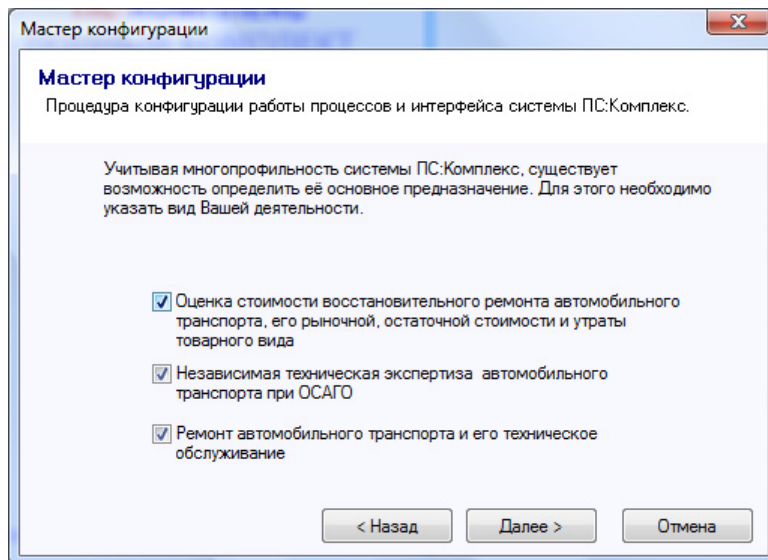 Мастер конфигурации
Мастер конфигурации
Процедура конфигурации работы процессов и интерфейса системы ПС:Комплекс.
Учитывая многопрофильность системы ПС:Комплекс, существует
возможность определить её основное предназначение. Для этого необходимо
указать вид Вашей деятельности.
Оценка стоимости восстановительного ремонта автомобильного
транспорта, его рыночной, остаточной стоимости и утраты
товарного вида
Независимая техническая экспертиза автомобильного
транспорта при ОСАГО
Ремонт автомобильного транспорта и его техническое
обслуживание
< Назад
Далее >
Отмена